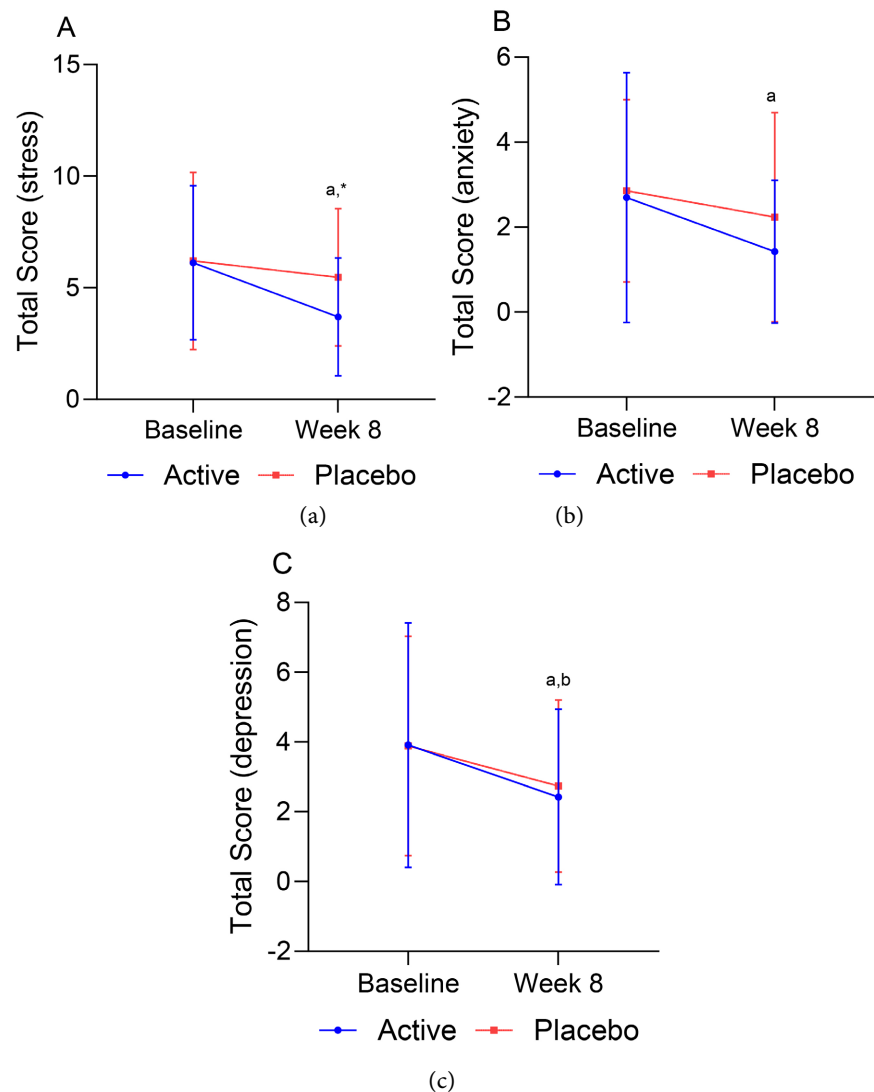 A
Total Score (stress)
15
10
5
0
a,*
Baseline Week 8
Active Placebo
(a)
B
Total Score (anxiety)
6
4
2
0
-2
a
Baseline Week 8
Active Placebo
(b)
C
Total Score (depression)
8
6
4
2
0
-2
a,b
Baseline Week 8
Active Placebo
(c)